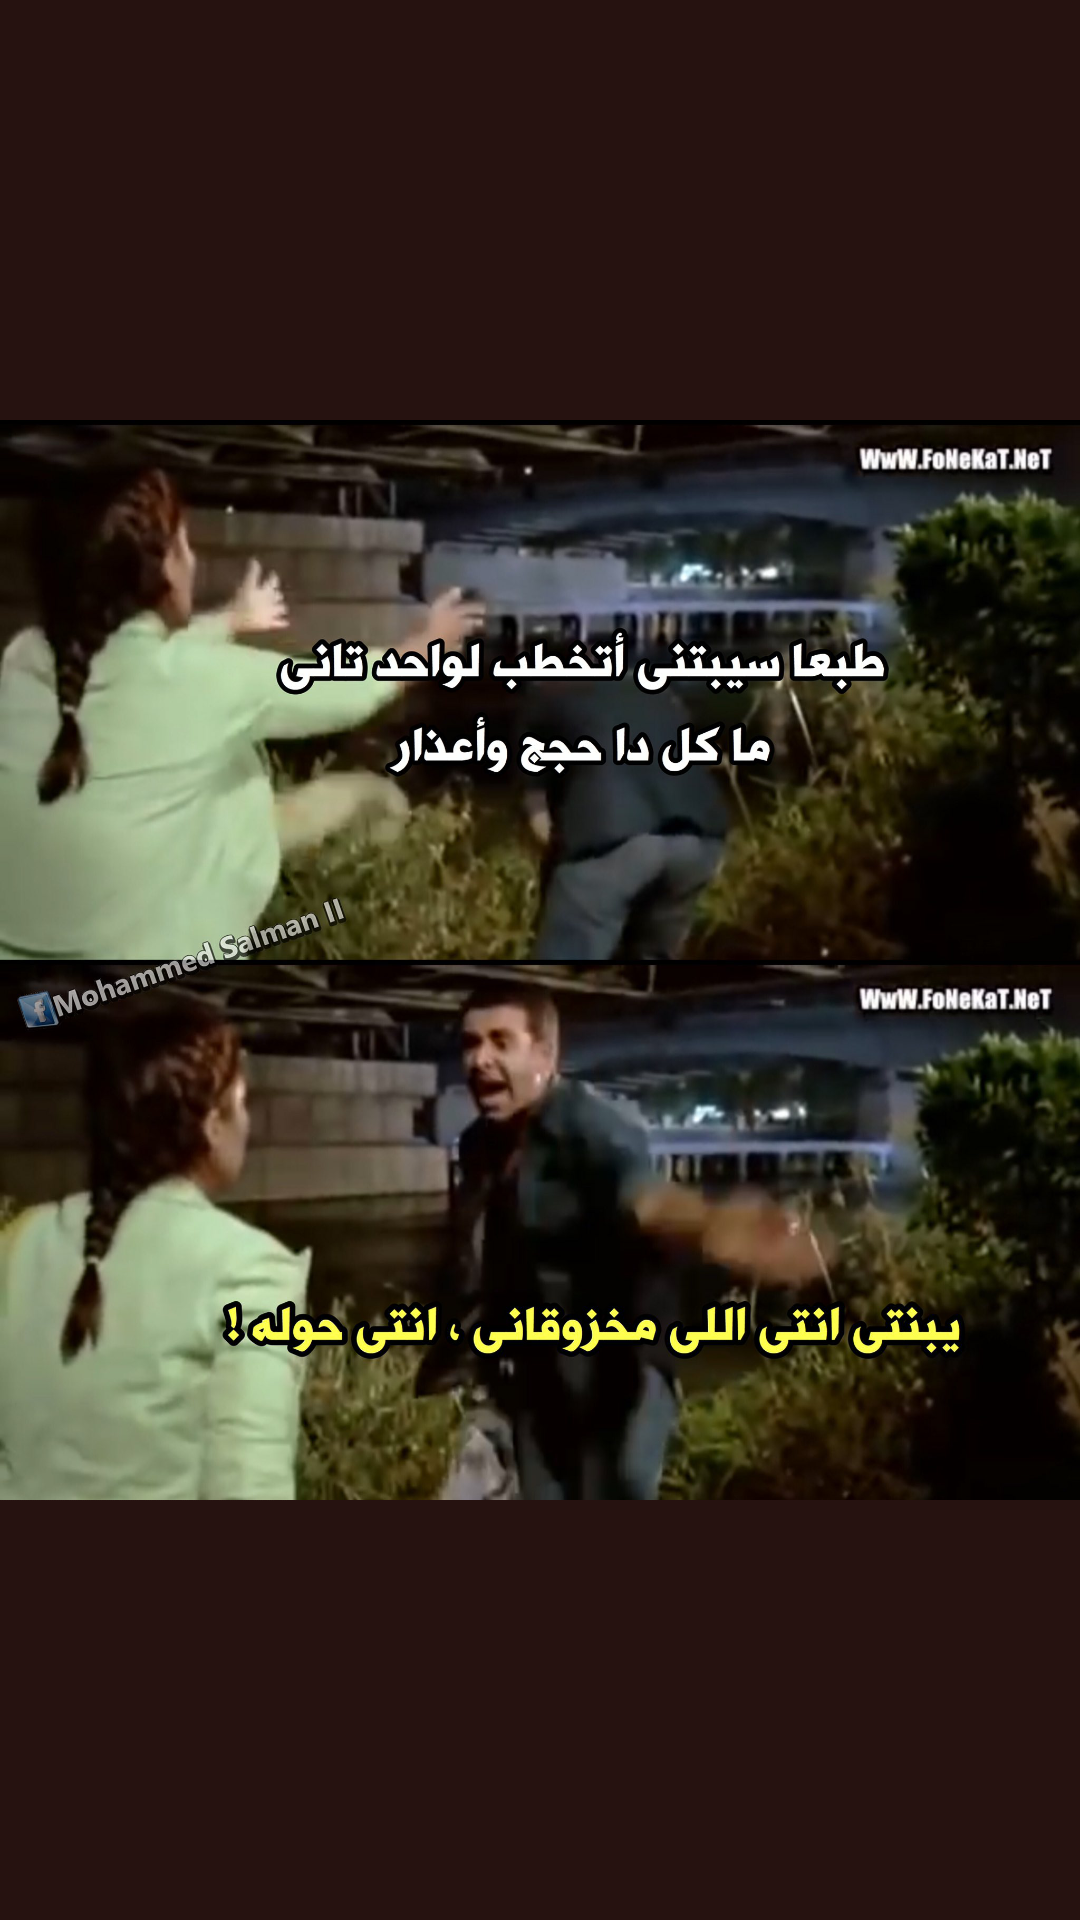 WwW.FoNeKaT.NeT
طبعا سيبتنى أتخطب لواحد تانى
ما كل دا حجج وأعذار
Mohammed Salman II
WwW.FoNeKaT.NeT
يبنتى انتى اللى مخزوقانى ، انتى حوله !